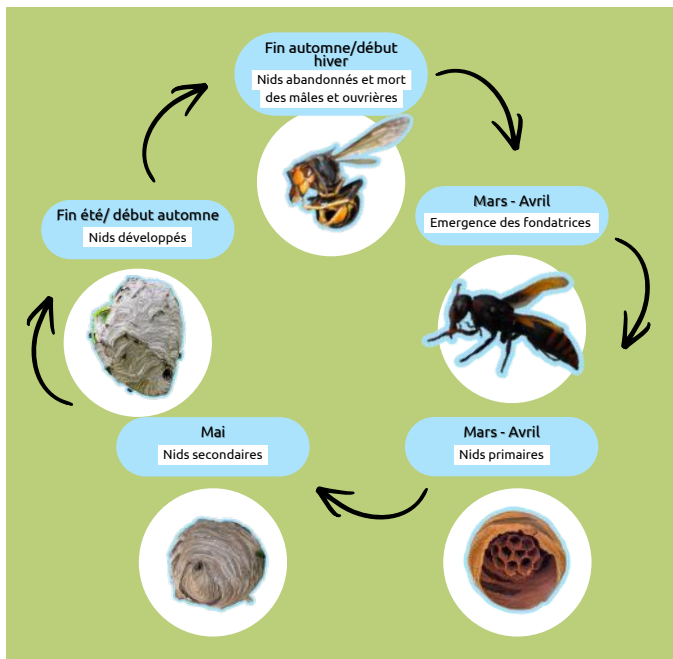 Fin automne/début
hiver
Nids abandonnés et mort
des mâles et ouvrières
Mars - Avril
Emergence des fondatrices
Mars - Avril
Nids primaires
Mai
Nids secondaires
Fin été/ début automne
Nids développés